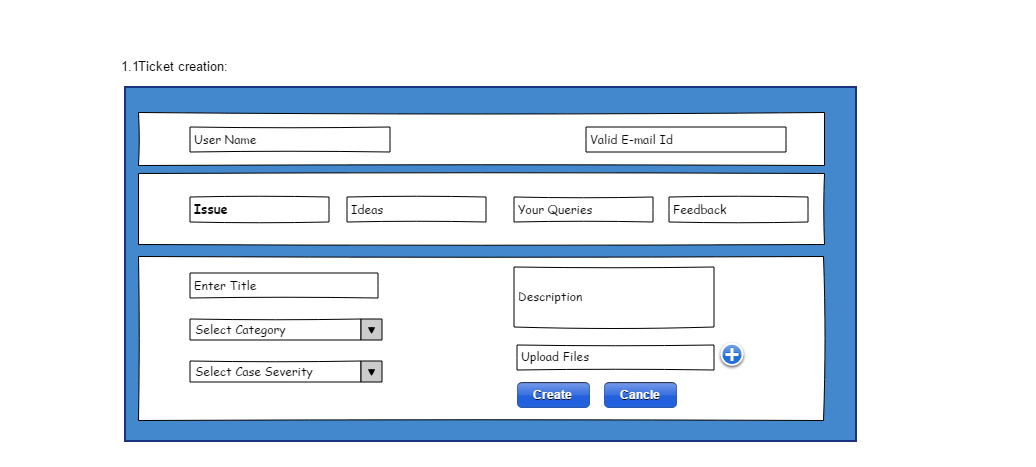 1.1Ticket creation:
User Name
Valid E-mail Id
Issue
Ideas
Your Queries
Feedback
Enter Title
Description
Select Category
Upload Files
Select Case Severity
Create
Cancle